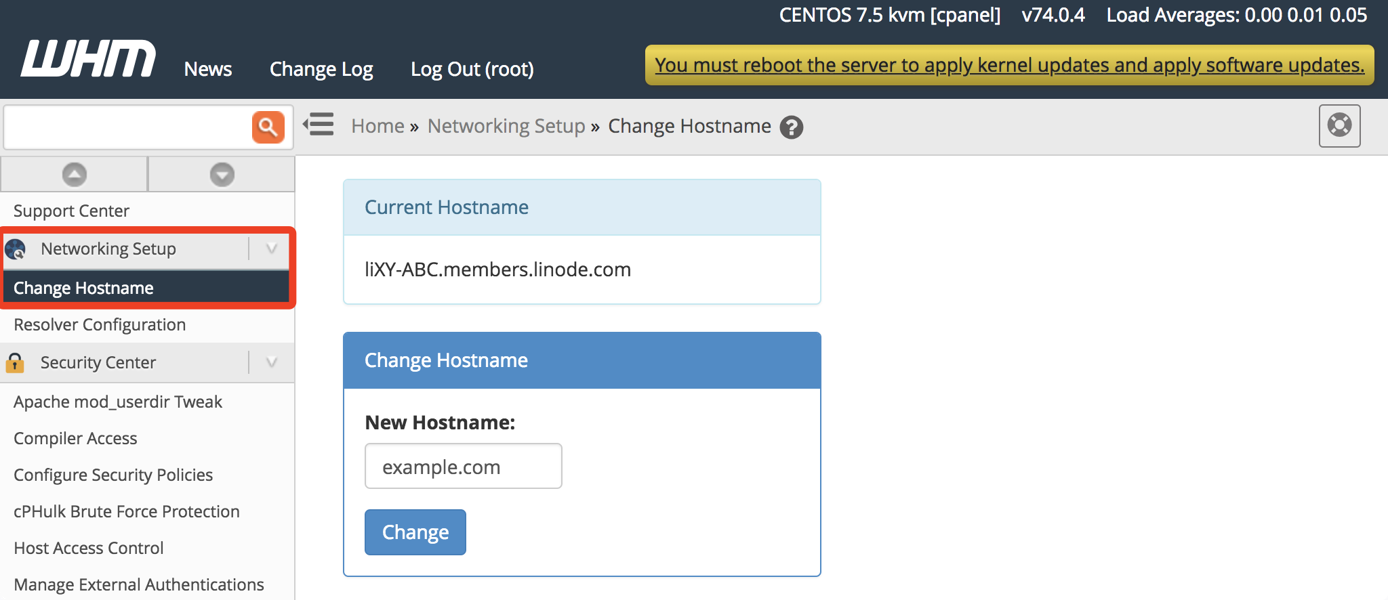 CENTOS 7.5 kvm [cpanel] v74.0.4 Load Averages: 0.00 0.01 0.05
WHM News Change Log Log Out (root)
You must reboot the server to apply kernel updates and apply software updates.
Home » Networking Setup » Change Hostname ?
Support Center
Networking Setup
Change Hostname
Resolver Configuration
Security Center
Apache mod_userdir Tweak
Compiler Access
Configure Security Policies
cPHulk Brute Force Protection
Host Access Control
Manage External Authentications
Current Hostname
liXY-ABC.members.linode.com
Change Hostname
New Hostname:
example.com
Change